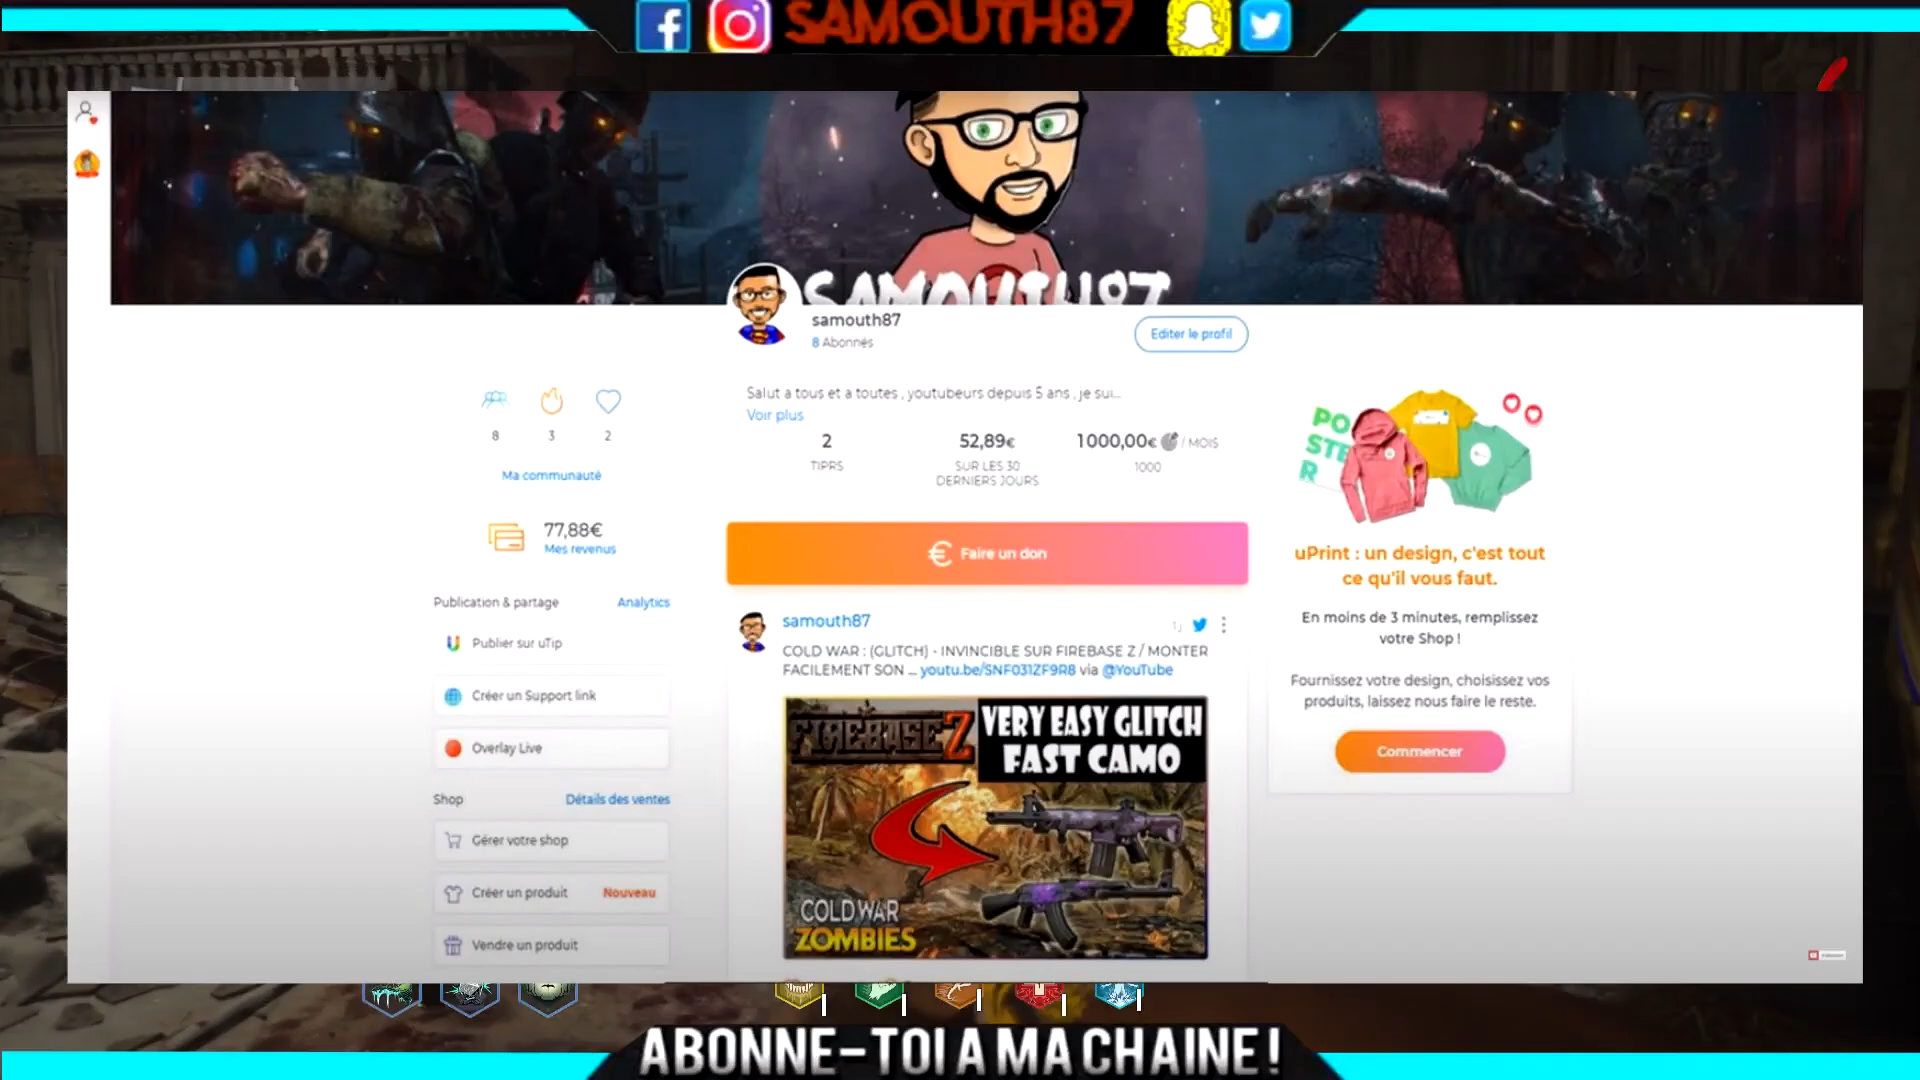 SAMOUTH87
SAMOUTH87
samouth87
8 Abonnés
Editer le profil
8
3
2
Ma communauté
77,88€
Mes revenus
Publication & partage
Analytics
Publier sur uTip
Créer un Support link
Overlay Live
Shop
Détails des ventes
Gérer votre shop
Créer un produit
Nouveau
Vendre un produit
Salut a tous et a toutes , youtubeurs depuis 5 ans , je sui...
Voir plus
2
TIPRS
52,89€
SUR LES 30
DERNIERS JOURS
1000,00€ / MOIS
1000
€ Faire un don
samouth87
1j
COLD WAR : (GLITCH) - INVINCIBLE SUR FIREBASE Z / MONTER
FACILEMENT SON ... youtu.be/SNF031ZF9R8 via @YouTube
FIREBASE Z
VERY EASY GLITCH
FAST CAMO
COLD WAR
ZOMBIES
PO
STE
R
uPrint : un design, c'est tout
ce qu'il vous faut.
En moins de 3 minutes, remplissez
votre Shop !
Fournissez votre design, choisissez vos
produits, laissez nous faire le reste.
Commencer
ABONNE-TOI A MA CHAINE !